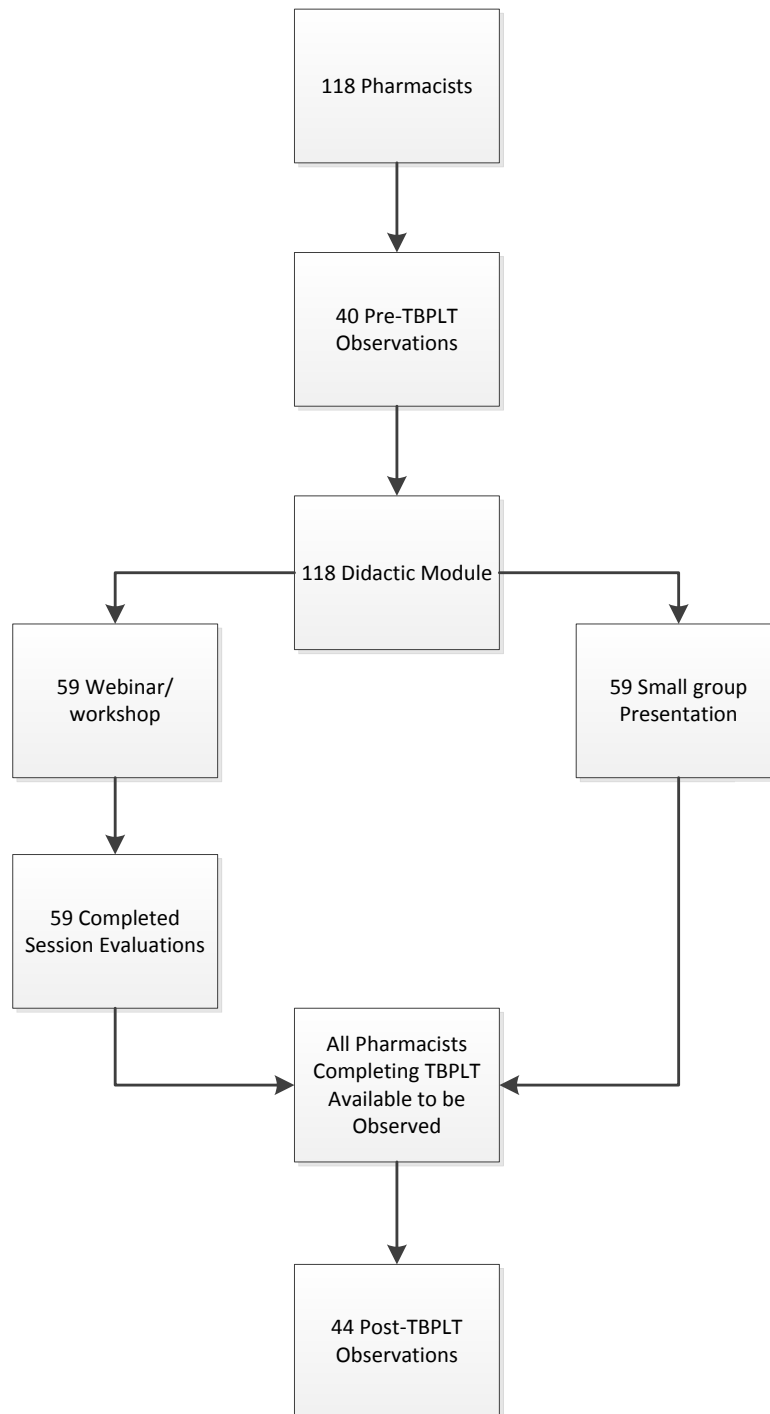 118 Pharmacists
40 Pre-TBPLT
Observations
118 Didactic Module
59 Webinar/
workshop
59 Small group
Presentation
59 Completed
Session Evaluations
All Pharmacists
Completing TBPLT
Available to be
Observed
44 Post-TBPLT
Observations